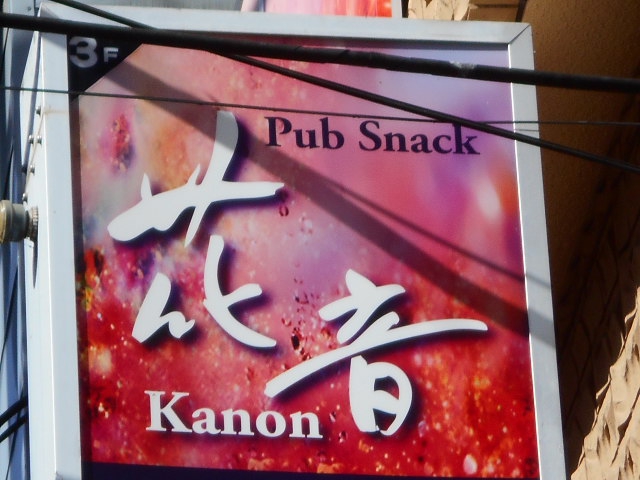 3F
Pub Snack
花音
Kanon